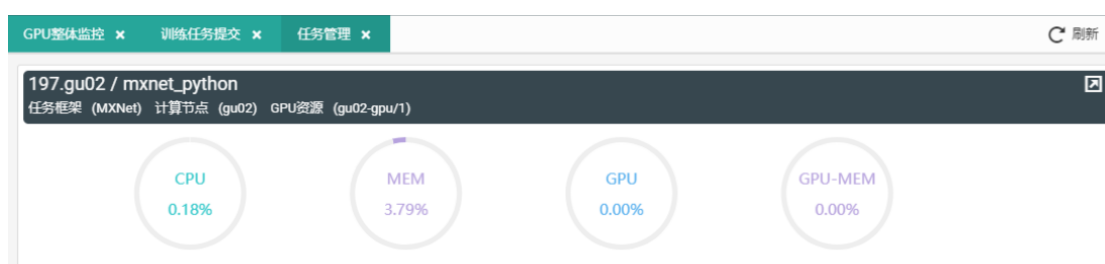 GPU整体监控 × 训练任务提交 × 任务管理 × 刷新
197.gu02 / mxnet_python
任务框架 (MXNet) 计算节点 (gu02) GPU资源 (gu02-gpu/1)
CPU MEM GPU GPU-MEM
0.18% 3.79% 0.00% 0.00%